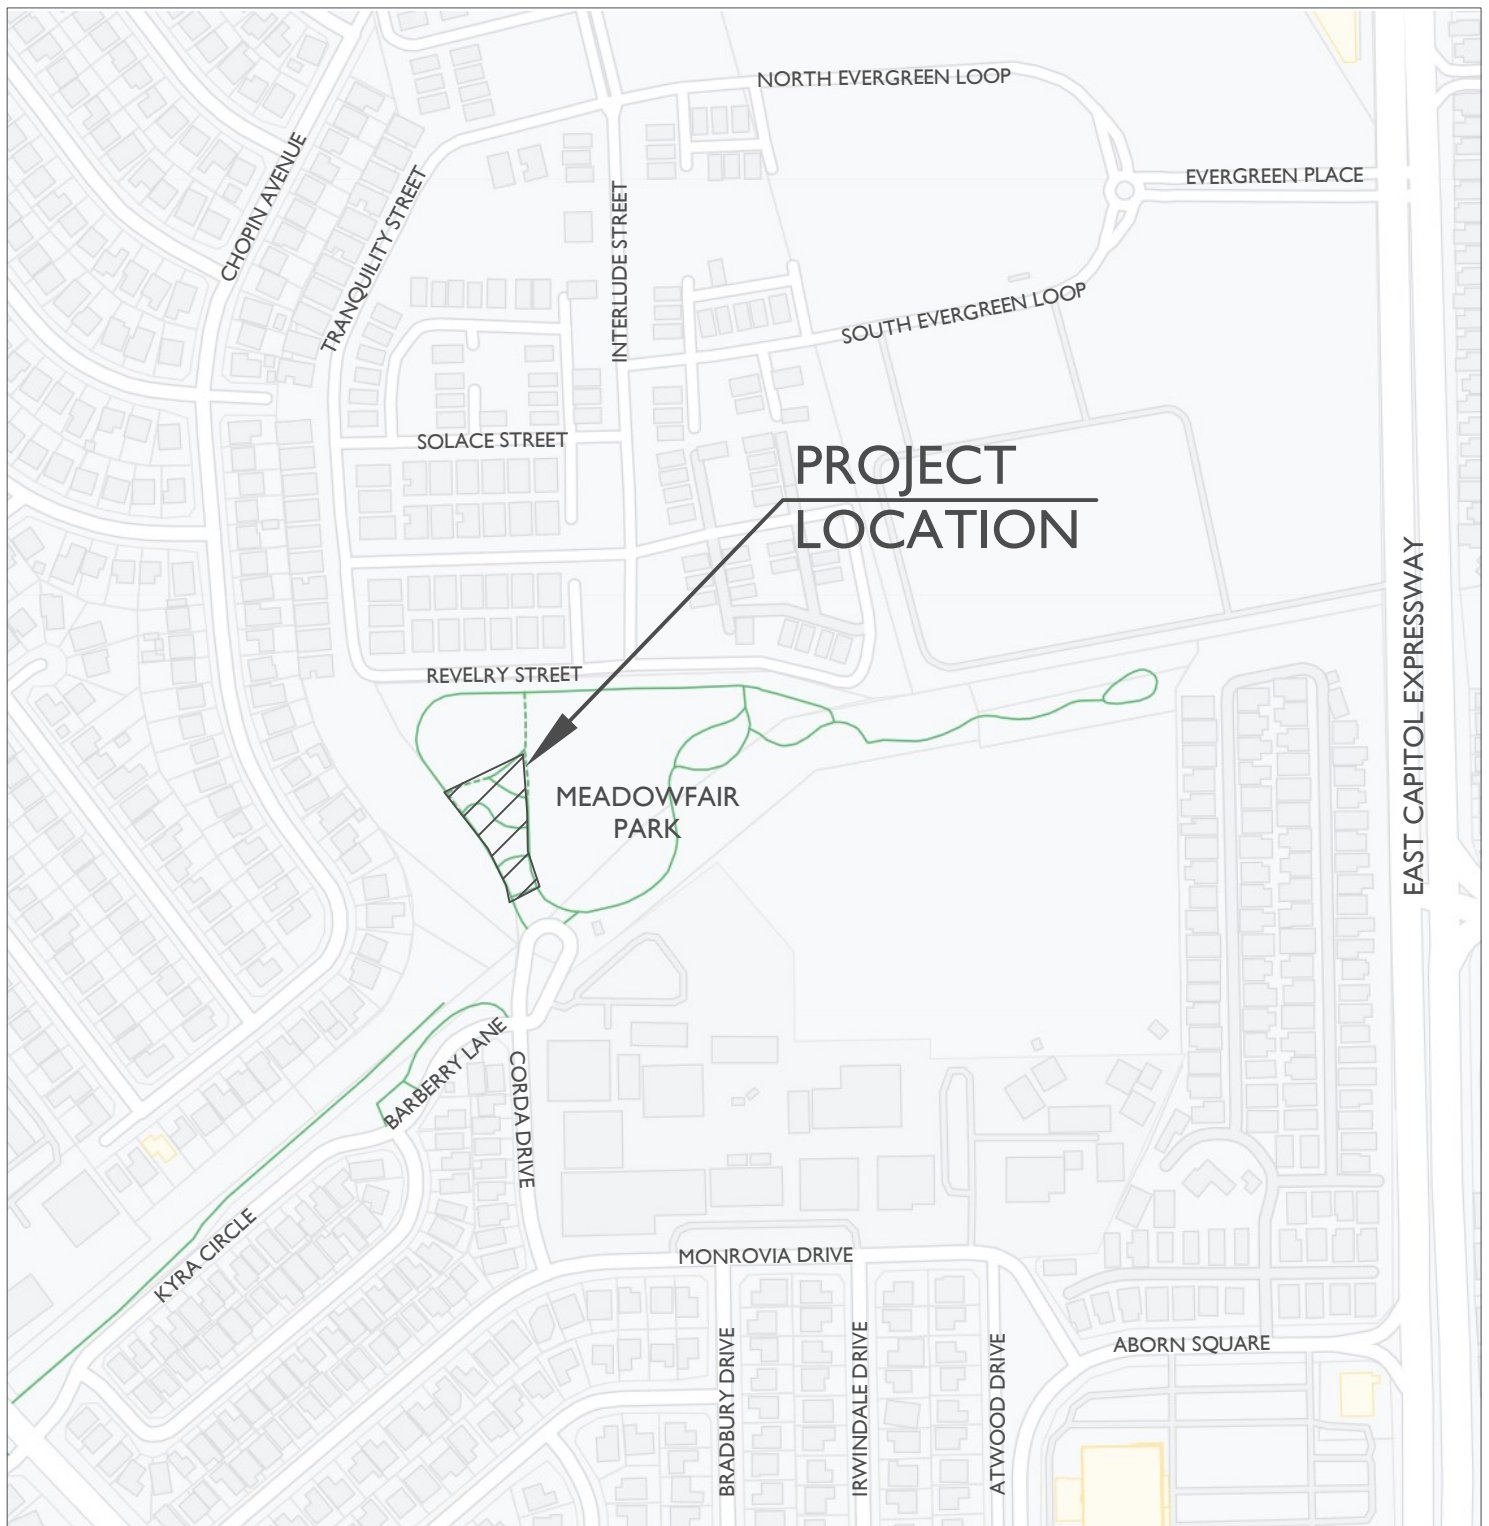 NORTH EVERGREEN LOOP
EVERGREEN PLACE
CHOPIN AVENUE
TRANQUILITY STREET
INTERLUDE STREET
SOUTH EVERGREEN LOOP
SOLACE STREET
PROJECT
LOCATION
EAST CAPITOL EXPRESSWAY
REVELRY STREET
MEADOWFAIR
PARK
BARBERRY LANE
CORDA DRIVE
KYRA CIRCLE
MONROVIA DRIVE
ABORN SQUARE
BRADBURY DRIVE
IRWINDALE DRIVE
ATWOOD DRIVE